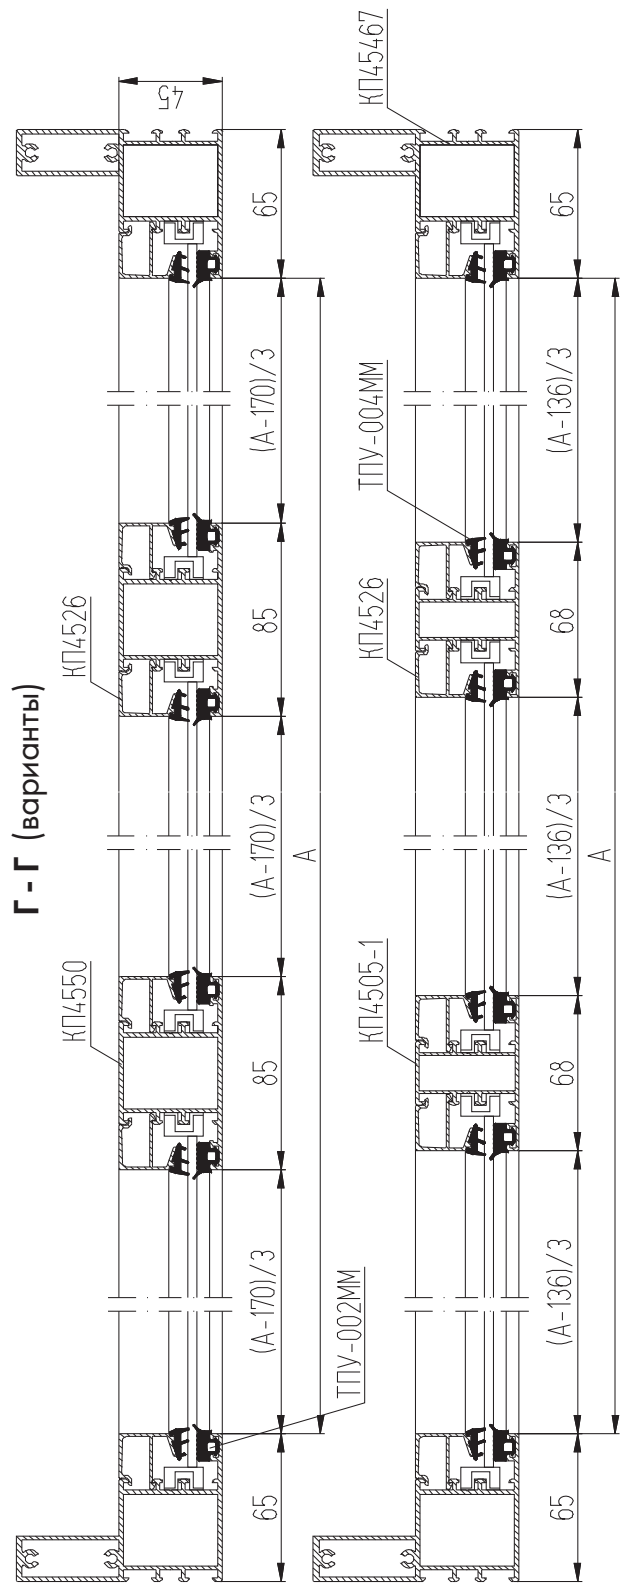 Г - Г (варианты)
КП4550
КП4526
45
65
(А-170)/3
85
(А-170)/3
85
(А-170)/3
65
А
ТПУ-002ММ
КП4505-1
КП4526
ТПУ-004ММ
КП45467
65
(А-136)/3
68
(А-136)/3
68
(А-136)/3
65
А